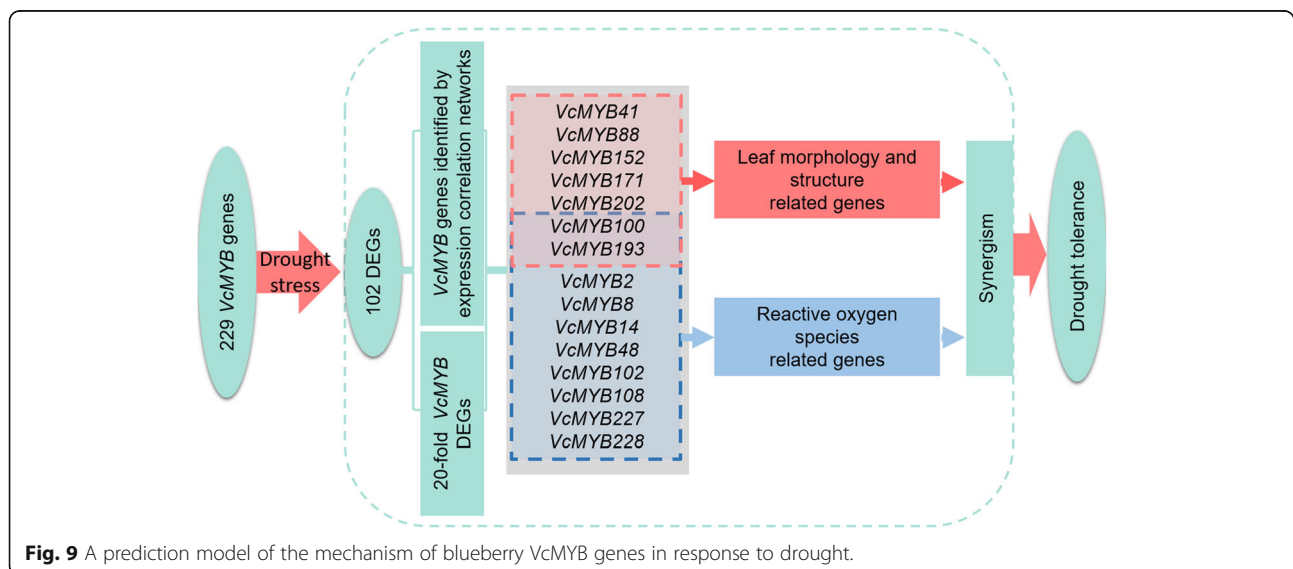 229 VcMYB genes
Drought
stress
102 DEGs
VcMYB genes identified by
expression correlation networks
20-fold VcMYB
DEGs
VcMYB41
VcMYB88
VcMYB152
VcMYB171
VcMYB202
VcMYB100
VcMYB193
VcMYB2
VcMYB8
VcMYB14
VcMYB48
VcMYB102
VcMYB108
VcMYB227
VcMYB228
Leaf morphology and
structure
related genes
Reactive oxygen
species
related genes
Synergism
Drought tolerance
Fig. 9 A prediction model of the mechanism of blueberry VcMYB genes in response to drought.